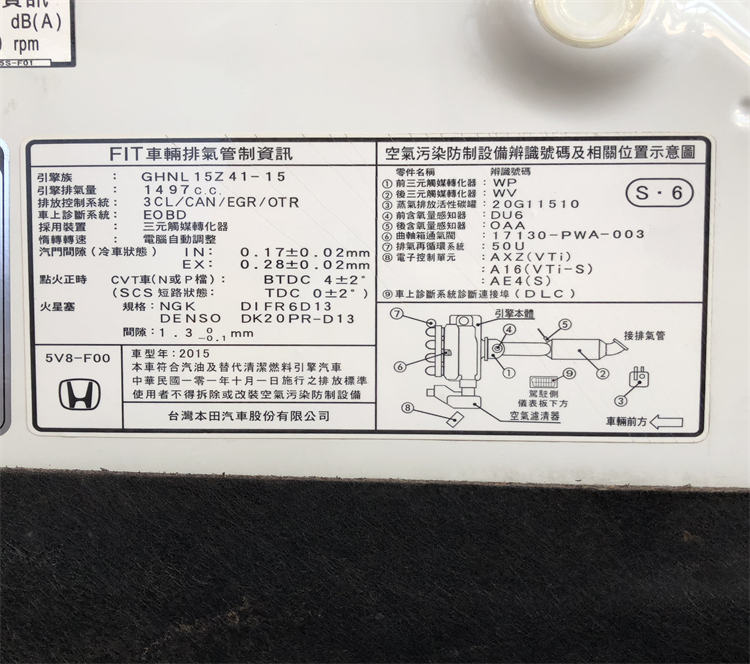 dB(A)
rpm
5S-F01
FIT車輛排氣管制資訊
引擎族 : GHNL15Z41-15
引擎排氣量 : 1497c.c.
排放控制系統: 3CL/CAN/EGR/OTR
車上診斷系統: EOBD
採用裝置 : 三元觸媒轉化器
惰轉轉速 : 電腦自動調整
汽門間隙(冷車狀態) IN: 0.17±0.02mm
EX: 0.28±0.02mm
點火正時 CVT車(N或P檔): BTDC 4±2°
(SCS短路狀態: TDC 0±2°)
火星塞 規格:NGK DIFR6D13
DENSO DK20PR-D13
間隙:1.3 0 -0.1 mm
5V8-F00
車型年:2015
本車符合汽油及替代清潔燃料引擎汽車
中華民國一○一年十月一日施行之排放標準
使用者不得拆除或改裝空氣污染防制設備
台灣本田汽車股份有限公司
空氣污染防制設備辨識號碼及相關位置示意圖
零件名稱 辨識號碼
①前三元觸媒轉化器: WP
②後三元觸媒轉化器: WV
③蒸氣排放活性碳罐: 20G11510
④前含氧量感知器 : DU6
⑤後含氧量感知器 : OAA
⑥曲軸箱通氣閥 : 17130-PWA-003
⑦排氣再循環系統 : 50U
⑧電子控制單元 : AXZ(VTi)
: A16(VTi-S)
: AE4(S)
⑨車上診斷系統診斷連接埠(DLC)
S·6
⑦
引擎本體
④
⑤
接排氣管
⑥
①
⑨
②
③
駕駛側
儀表板下方
⑧
空氣濾清器
車輛前方